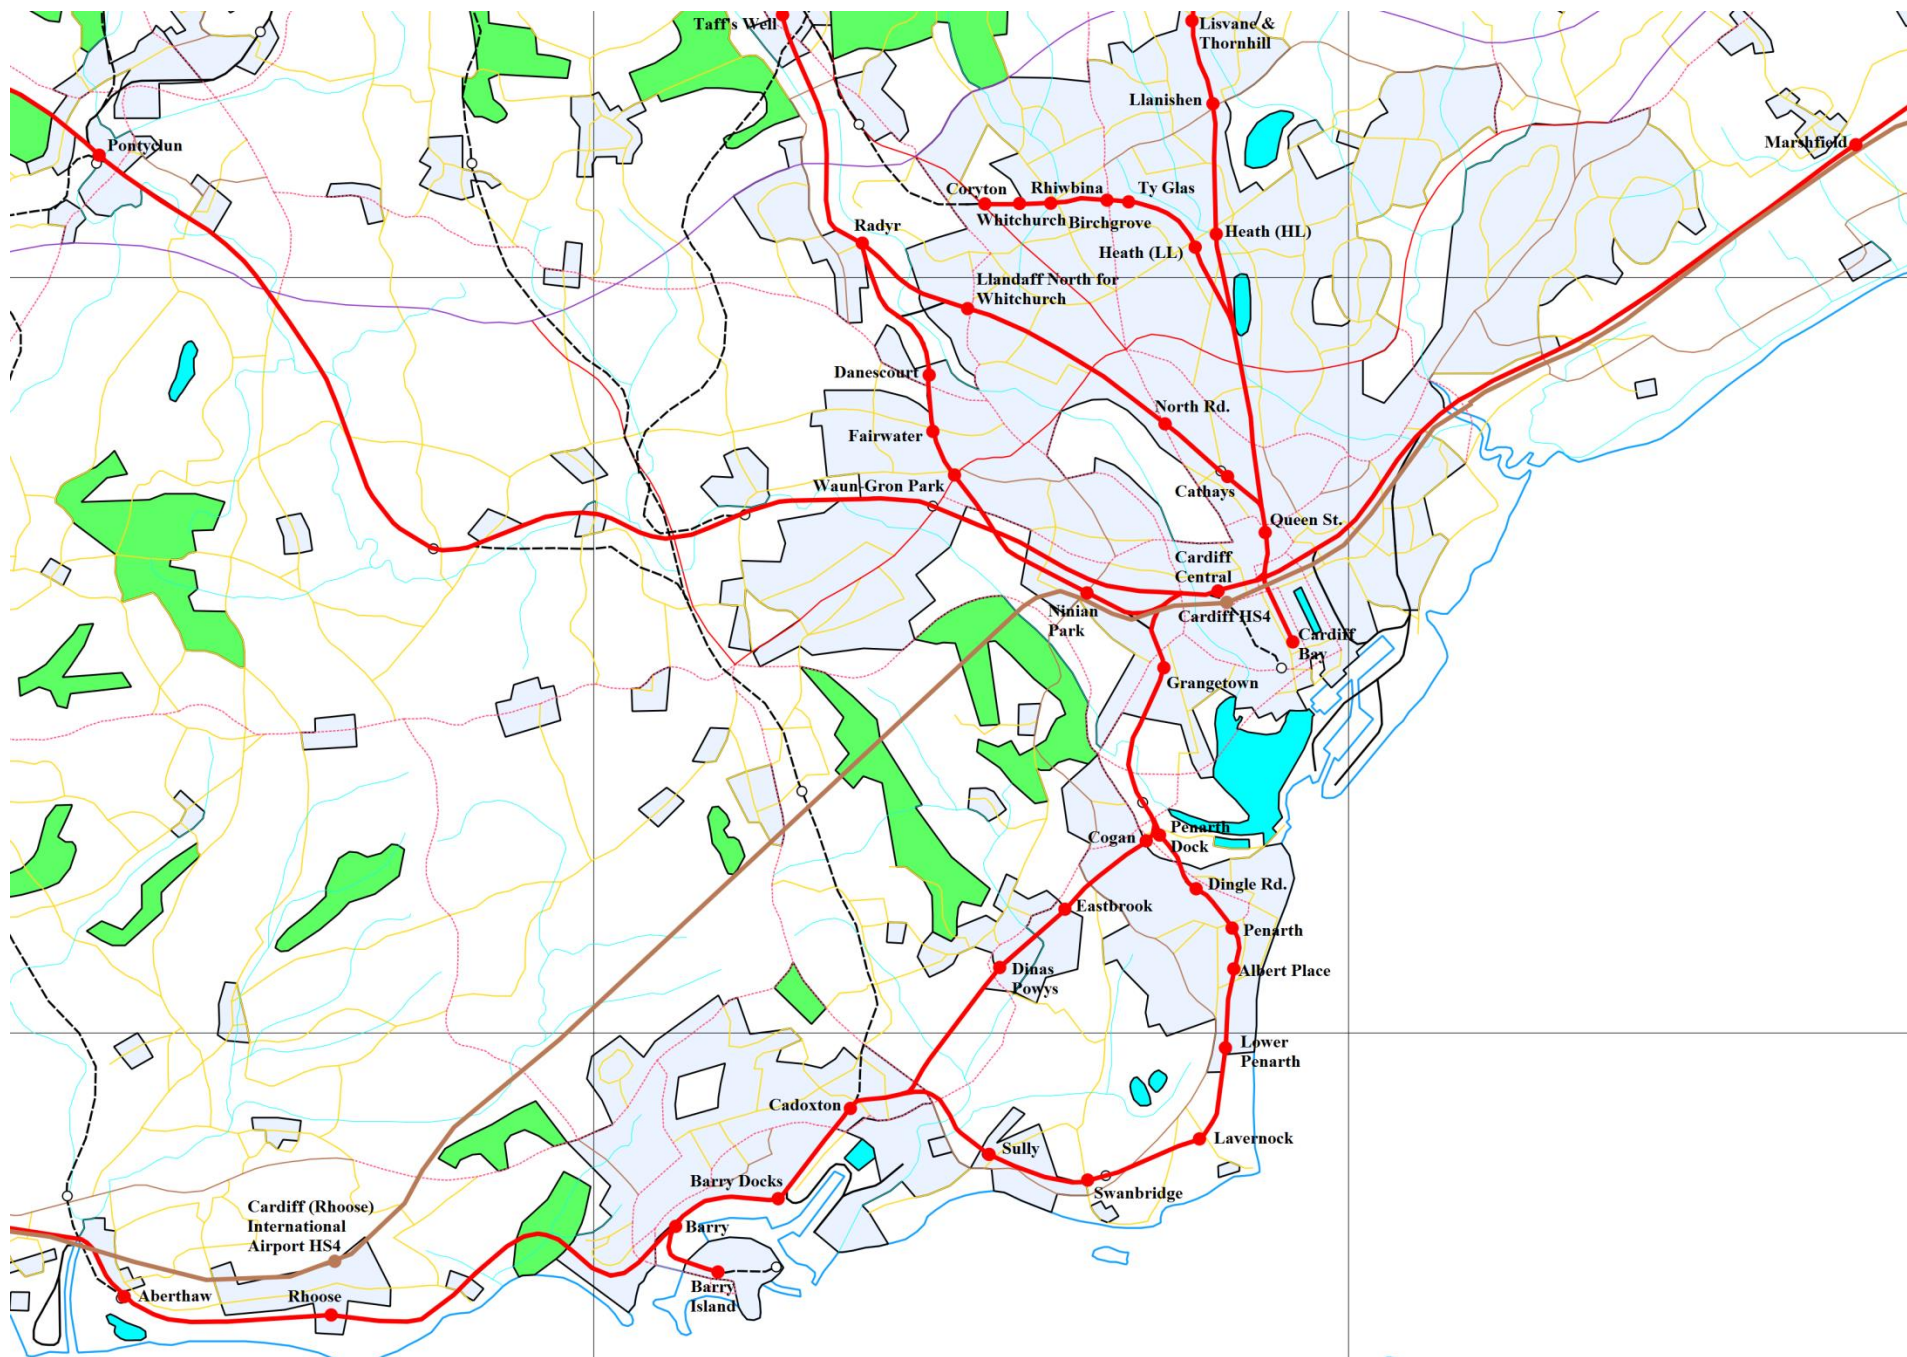 Taff's Well
Lisvane &
Thornhill
Llanishen
Marshfield
Pontyclun
Coryton
Rhiwbina
Ty Glas
Whitchurch
Birchgrove
Radyr
Heath (HL)
Heath (LL)
Llandaff North for
Whitchurch
Danescourt
North Rd.
Fairwater
Waun-Gron Park
Cathays
Queen St.
Cardiff
Central
Ninian
Park
Cardiff HS4
Cardiff
Bay
Grangetown
Cogan
Penarth
Dock
Dingle Rd.
Eastbrook
Penarth
Dinas
Powys
Albert Place
Lower
Penarth
Cadoxton
Lavernock
Sully
Barry Docks
Swanbridge
Cardiff (Rhoose)
International
Airport HS4
Barry
Aberthaw
Rhoose
Barry
Island